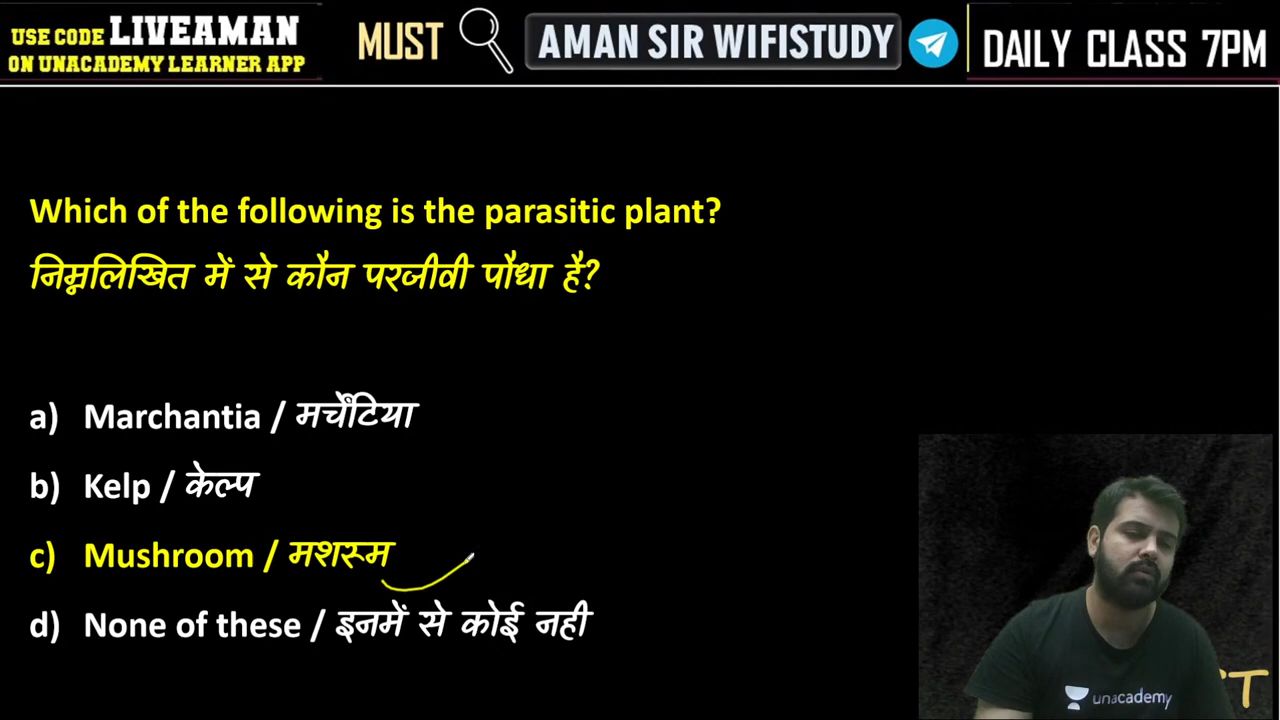 USE CODE LIVEAMAN
ON UNACADEMY LEARNER APP
MUST
AMAN SIR WIFISTUDY
DAILY CLASS 7PM
Which of the following is the parasitic plant?
निम्नलिखित में से कौन परजीवी पौधा है?
a) Marchantia / मर्चेंटिया
b) Kelp / केल्प
c) Mushroom / मशरूम
d) None of these / इनमें से कोई नही
unacademy